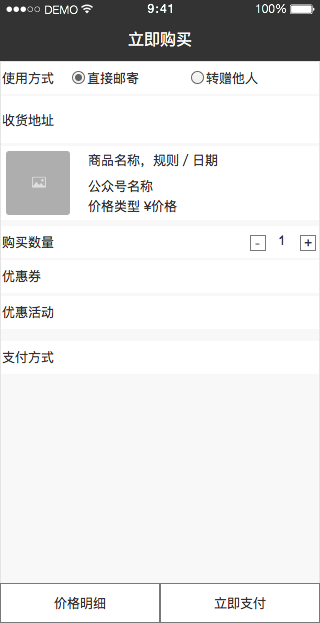 DEMO 9:41 100%
立即购买
使用方式 直接邮寄 转赠他人
收货地址
商品名称，规则 / 日期
公众号名称
价格类型 ¥价格
购买数量 - 1 +
优惠券
优惠活动
支付方式
价格明细 立即支付